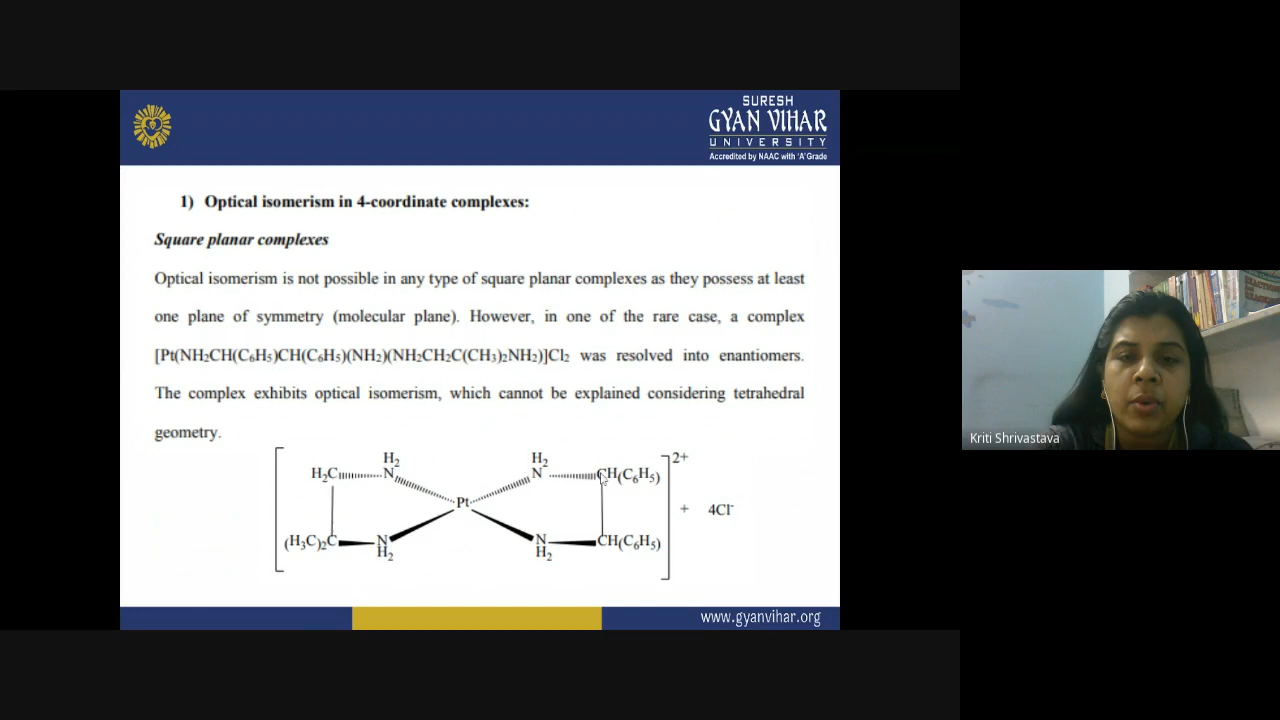 SURESH
GYAN VIHAR
UNIVERSITY
Accredited by NAAC with 'A' Grade
1) Optical isomerism in 4-coordinate complexes:
Square planar complexes
Optical isomerism is not possible in any type of square planar complexes as they possess at least
one plane of symmetry (molecular plane). However, in one of the rare case, a complex
[Pt(NH₂CH(C₆H₅)CH(C₆H₅)(NH₂)(NH₂CH₂C(CH₃)₂NH₂)]Cl₂ was resolved into enantiomers.
The complex exhibits optical isomerism, which cannot be explained considering tetrahedral
geometry.
H₂ H₂ 2+
H₂C N N CH(C₆H₅)
Pt + 4Cl⁻
(H₃C)₂C N N CH(C₆H₅)
H₂ H₂
www.gyanvihar.org
Kriti Shrivastava